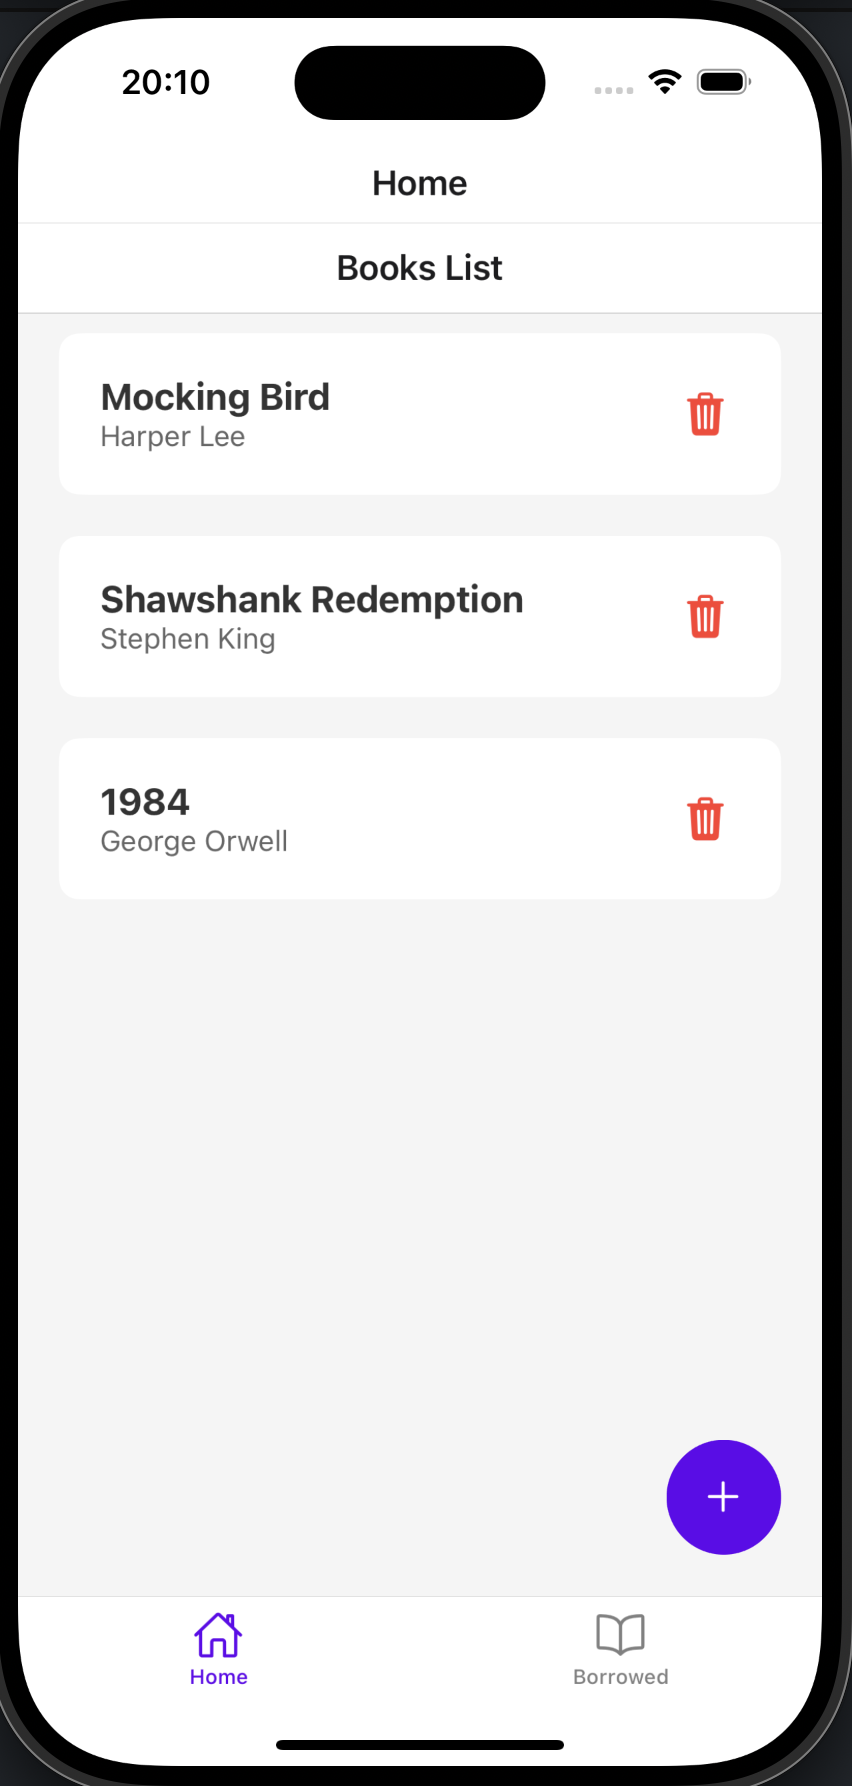 20:10
Home
Books List
Mocking Bird
Harper Lee
Shawshank Redemption
Stephen King
1984
George Orwell
Home
Borrowed